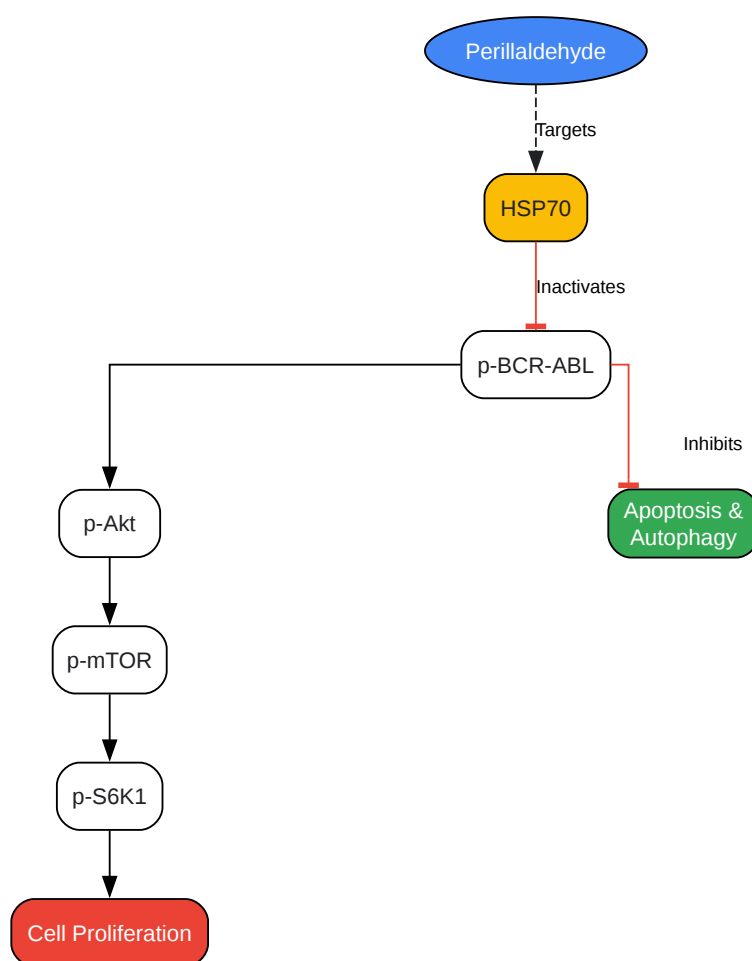 Perillaldehyde
Targets
HSP70
Inactivates
p-BCR-ABL
Inhibits
Apoptosis &
Autophagy
p-Akt
p-mTOR
p-S6K1
Cell Proliferation